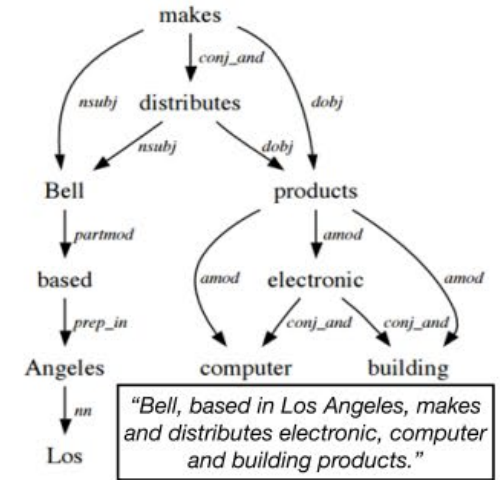 makes
conj_and
nsubj distributes dobj
nsubj dobj
Bell products
partmod amod
based amod electronic amod
prep_in conj_and conj_and
Angeles computer building
nn
Los
“Bell, based in Los Angeles, makes
and distributes electronic, computer
and building products.”